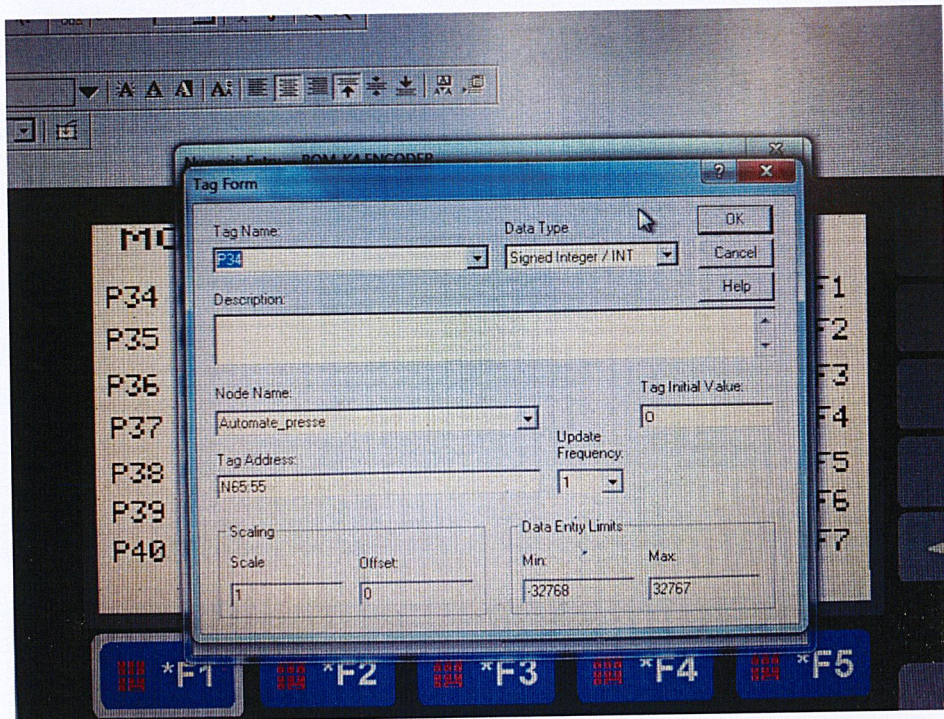 Tag Form
Tag Name:
P34
Data Type
Signed Integer / INT
OK
Cancel
Help
Description:
Node Name:
Automate_presse
Tag Initial Value:
0
Tag Address:
N65:55
Update
Frequency:
1
Scaling
Scale
1
Offset:
0
Data Entry Limits
Min:
-32768
Max:
32767
P34
P35
P36
P37
P38
P39
P40
F1
F2
F3
F4
F5
F6
F7
*F1
*F2
*F3
*F4
*F5